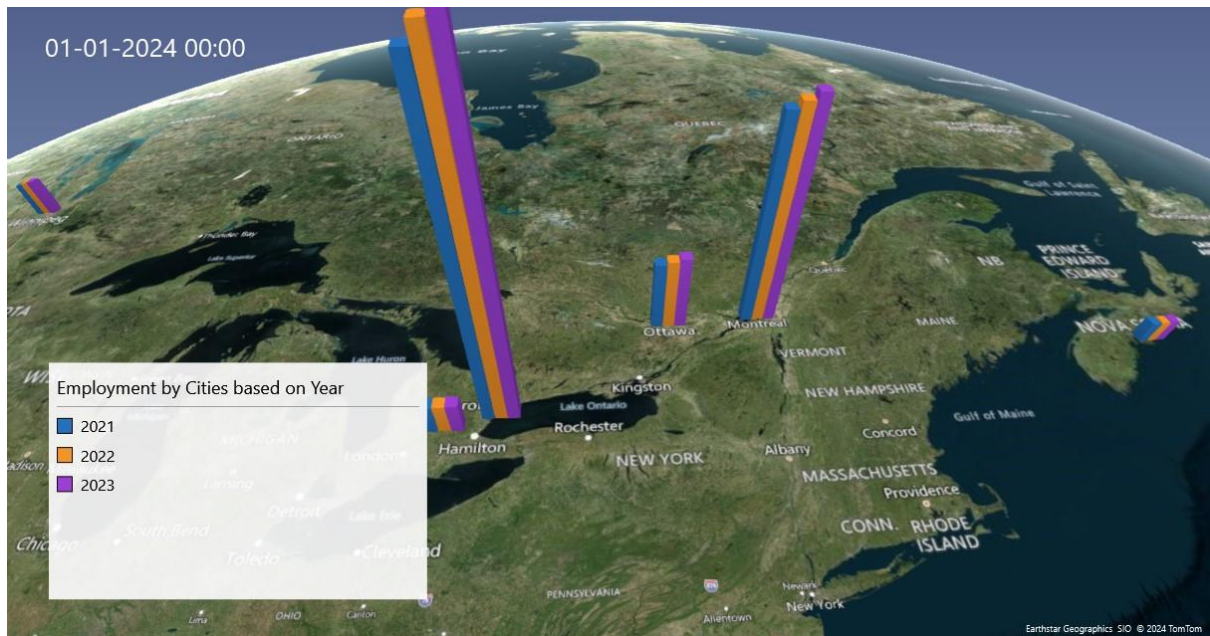 01-01-2024 00:00
James Bay
ONTARIO
QUEBEC
Gulf of Saint
Lawrence
Winnipeg
Thunder Bay
Lake Superior
PRINCE
EDWARD
ISLAND
NB
Québec
NOVA
Ottawa
Montreal
MAINE
VERMONT
Lake Huron
Kingston
NEW HAMPSHIRE
Employment by Cities based on Year
2021
2022
2023
Lake Ontario
Rochester
Gulf of Maine
Hamilton
Concord
MICHIGAN
London
NEW YORK
Albany
MASSACHUSETTS
Lansing
Providence
Detroit
Lake Erie
CONN.
RHODE
ISLAND
Chicago
South Bend
Toledo
Cleveland
PENNSYLVANIA
Newark
New York
Lima
OHIO
Canton
Allentown
Earthstar Geographics SIO © 2024 TomTom